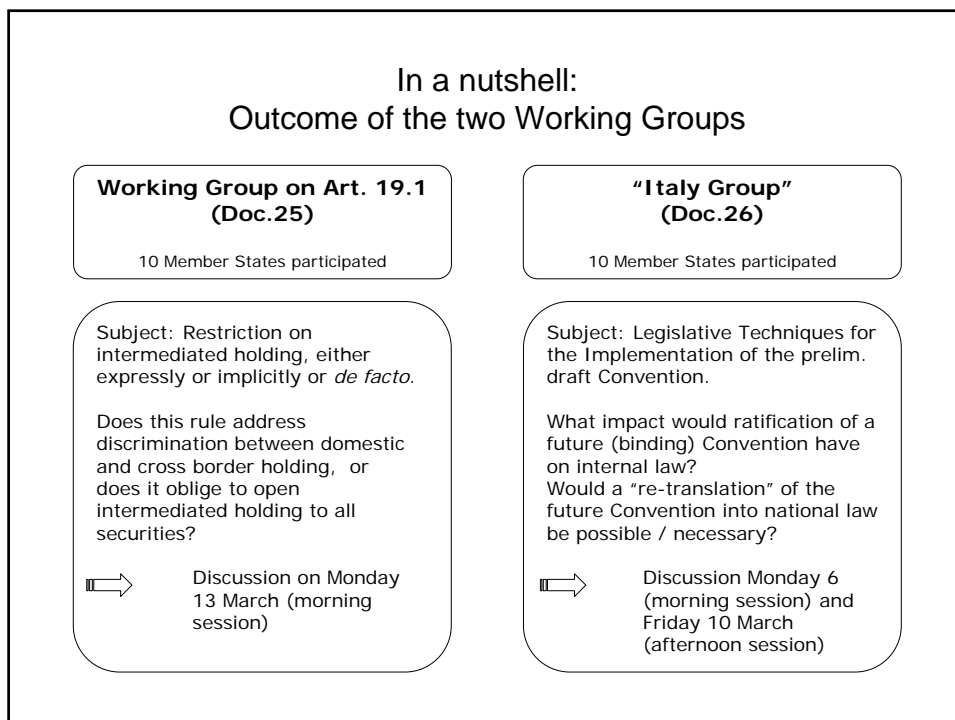 In a nutshell:
Outcome of the two Working Groups
Working Group on Art. 19.1
(Doc.25)
10 Member States participated
Subject: Restriction on
intermediated holding, either
expressly or implicitly or de facto.
Does this rule address
discrimination between domestic
and cross border holding, or
does it oblige to open
intermediated holding to all
securities?
Discussion on Monday
13 March (morning
session)
"Italy Group"
(Doc.26)
10 Member States participated
Subject: Legislative Techniques for
the Implementation of the prelim.
draft Convention.
What impact would ratification of a
future (binding) Convention have
on internal law?
Would a "re-translation" of the
future Convention into national law
be possible / necessary?
Discussion Monday 6
(morning session) and
Friday 10 March
(afternoon session)